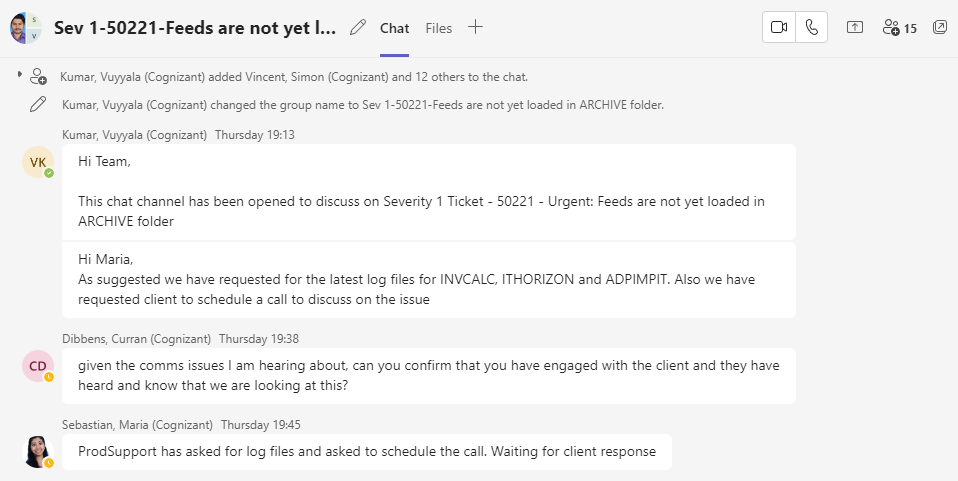 S
V
Sev 1-50221-Feeds are not yet l...
Chat
Files
15
Kumar, Vuyyala (Cognizant) added Vincent, Simon (Cognizant) and 12 others to the chat.
Kumar, Vuyyala (Cognizant) changed the group name to Sev 1-50221-Feeds are not yet loaded in ARCHIVE folder.
Kumar, Vuyyala (Cognizant) Thursday 19:13
VK
Hi Team,
This chat channel has been opened to discuss on Severity 1 Ticket - 50221 - Urgent: Feeds are not yet loaded in
ARCHIVE folder
Hi Maria,
As suggested we have requested for the latest log files for INVCALC, ITHORIZON and ADPIMPIT. Also we have
requested client to schedule a call to discuss on the issue
Dibbens, Curran (Cognizant) Thursday 19:38
CD
given the comms issues I am hearing about, can you confirm that you have engaged with the client and they have
heard and know that we are looking at this?
Sebastian, Maria (Cognizant) Thursday 19:45
ProdSupport has asked for log files and asked to schedule the call. Waiting for client response